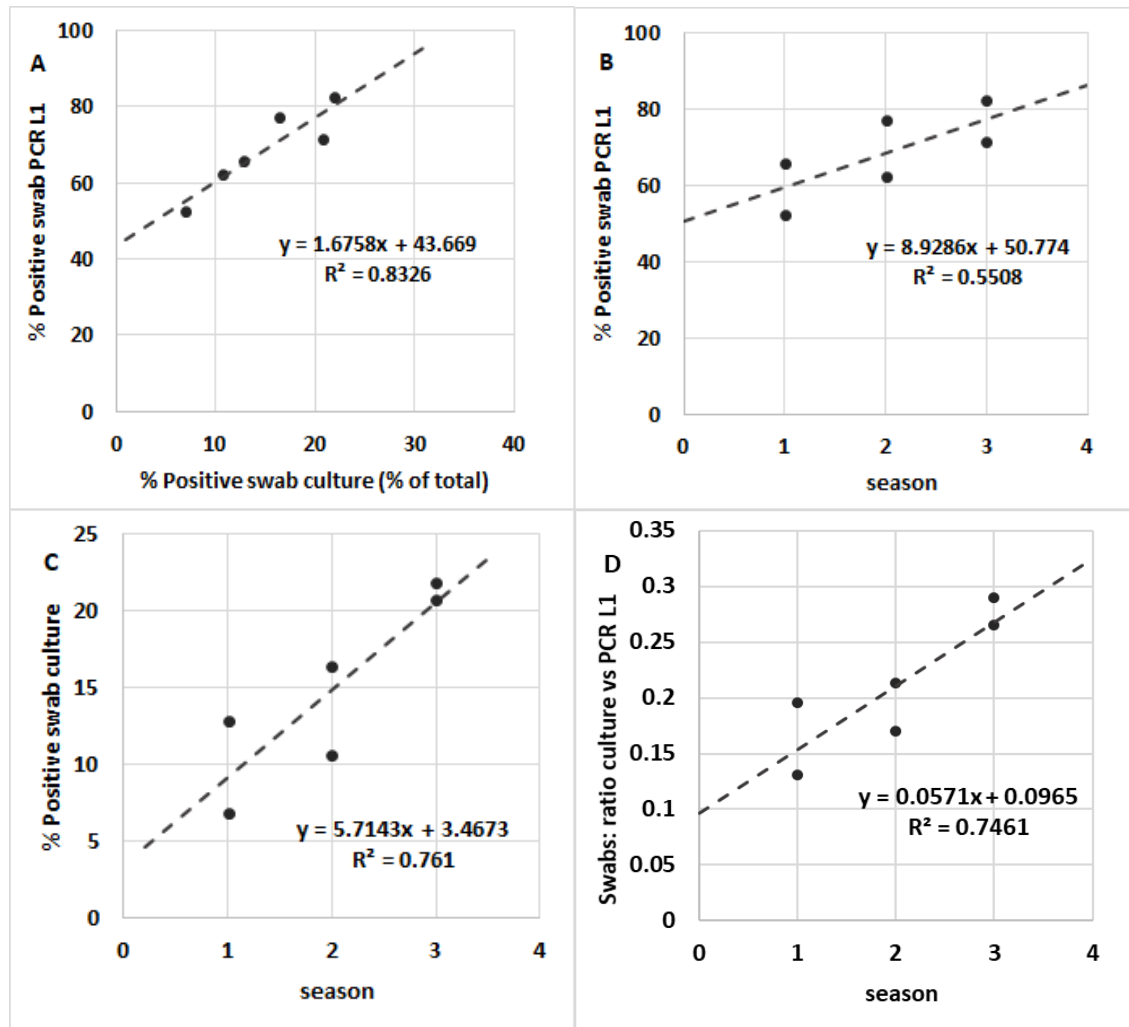 A
% Positive swab PCR L1
100
80
60
40
20
0
y = 1.6758x + 43.669
R² = 0.8326
0 10 20 30 40
% Positive swab culture (% of total)
B
% Positive swab PCR L1
100
80
60
40
20
0
y = 8.9286x + 50.774
R² = 0.5508
0 1 2 3 4
season
C
% Positive swab culture
25
20
15
10
5
0
y = 5.7143x + 3.4673
R² = 0.761
0 1 2 3 4
season
D
Swabs: ratio culture vs PCR L1
0.35
0.3
0.25
0.2
0.15
0.1
0.05
0
y = 0.0571x + 0.0965
R² = 0.7461
0 1 2 3 4
season